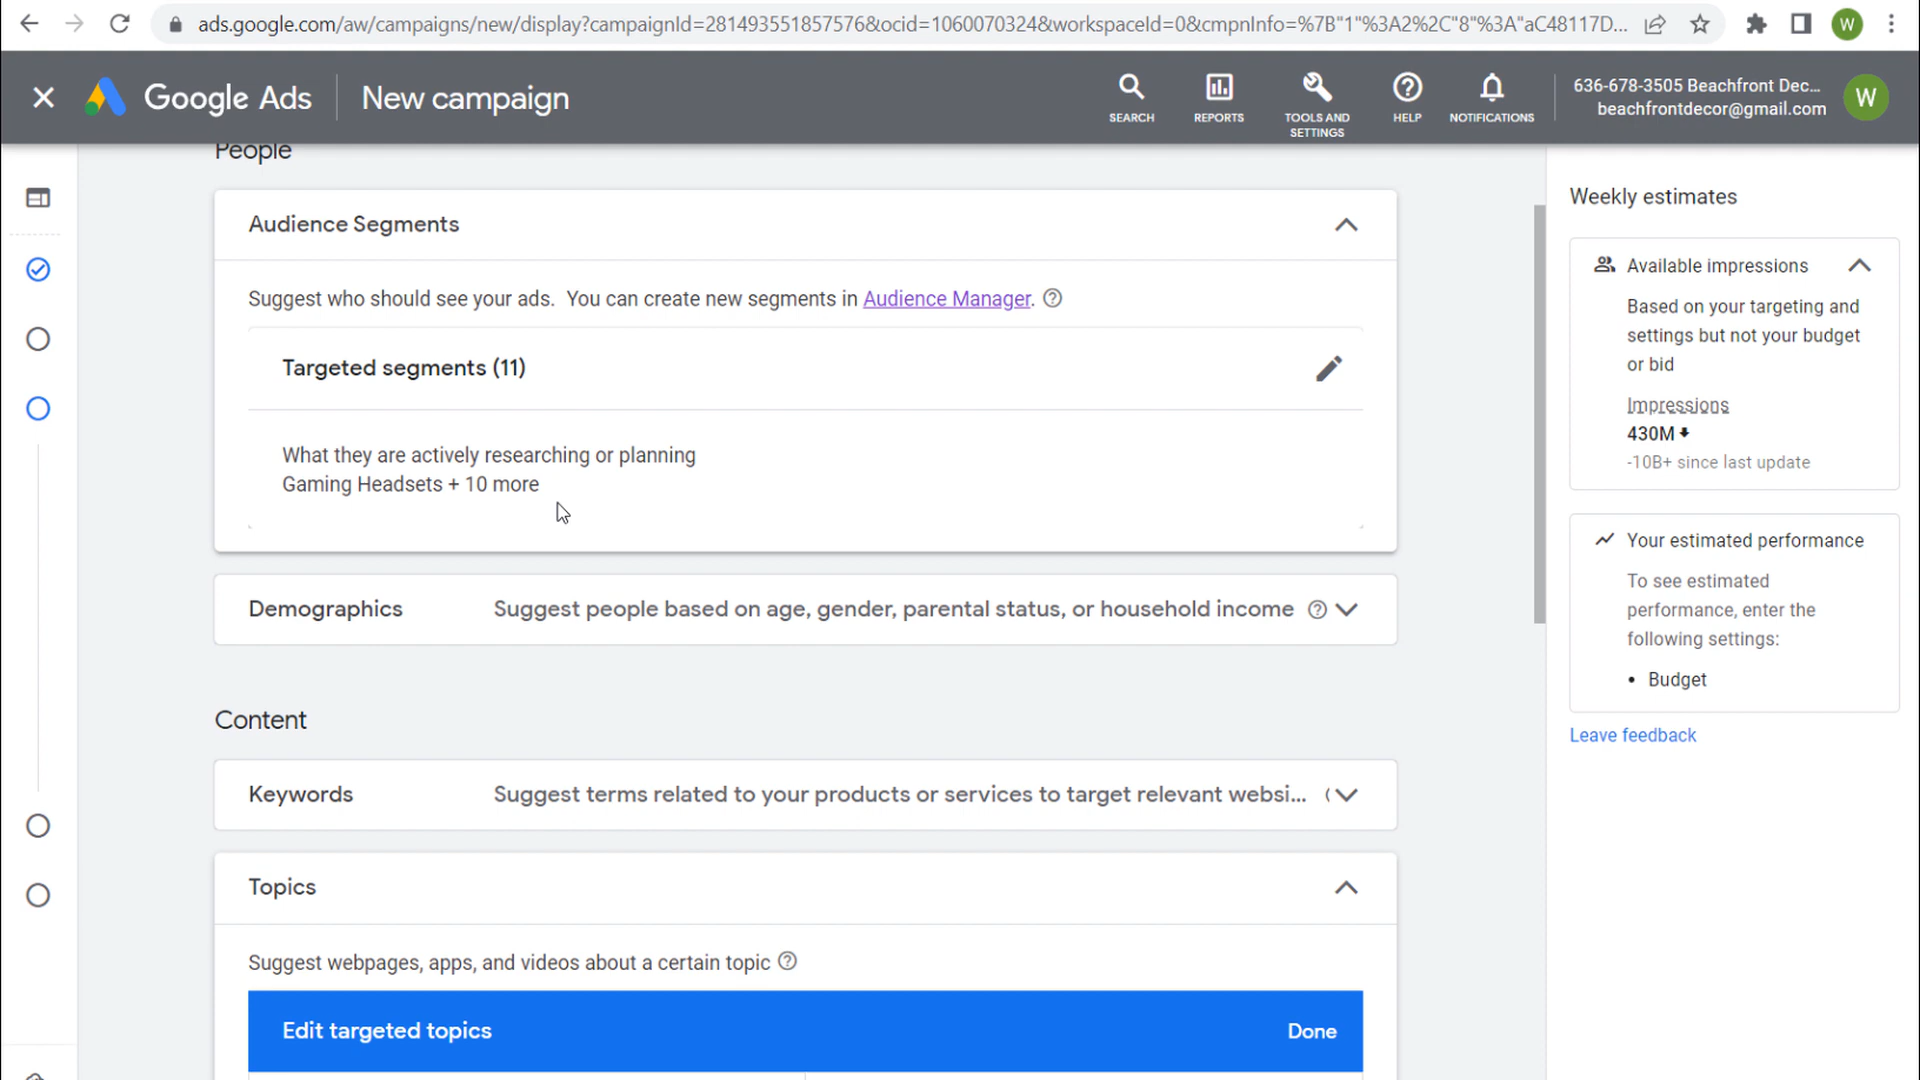 ads.google.com/aw/campaigns/new/display?campaignId=281493551857576&ocid=1060070324&workspaceId=0&cmpnInfo=%7B"1"%3A2%2C"8"%3A"aC48117D...
W
Google Ads
New campaign
SEARCH
REPORTS
TOOLS AND
SETTINGS
HELP
NOTIFICATIONS
636-678-3505 Beachfront Dec...
beachfrontdecor@gmail.com
W
People
Audience Segments
Suggest who should see your ads. You can create new segments in Audience Manager.
Targeted segments (11)
What they are actively researching or planning
Gaming Headsets + 10 more
Demographics
Suggest people based on age, gender, parental status, or household income
Content
Keywords
Suggest terms related to your products or services to target relevant websi...
Topics
Suggest webpages, apps, and videos about a certain topic
Edit targeted topics
Done
Weekly estimates
Available impressions
Based on your targeting and
settings but not your budget
or bid
Impressions
430M
-10B+ since last update
Your estimated performance
To see estimated
performance, enter the
following settings:
• Budget
Leave feedback